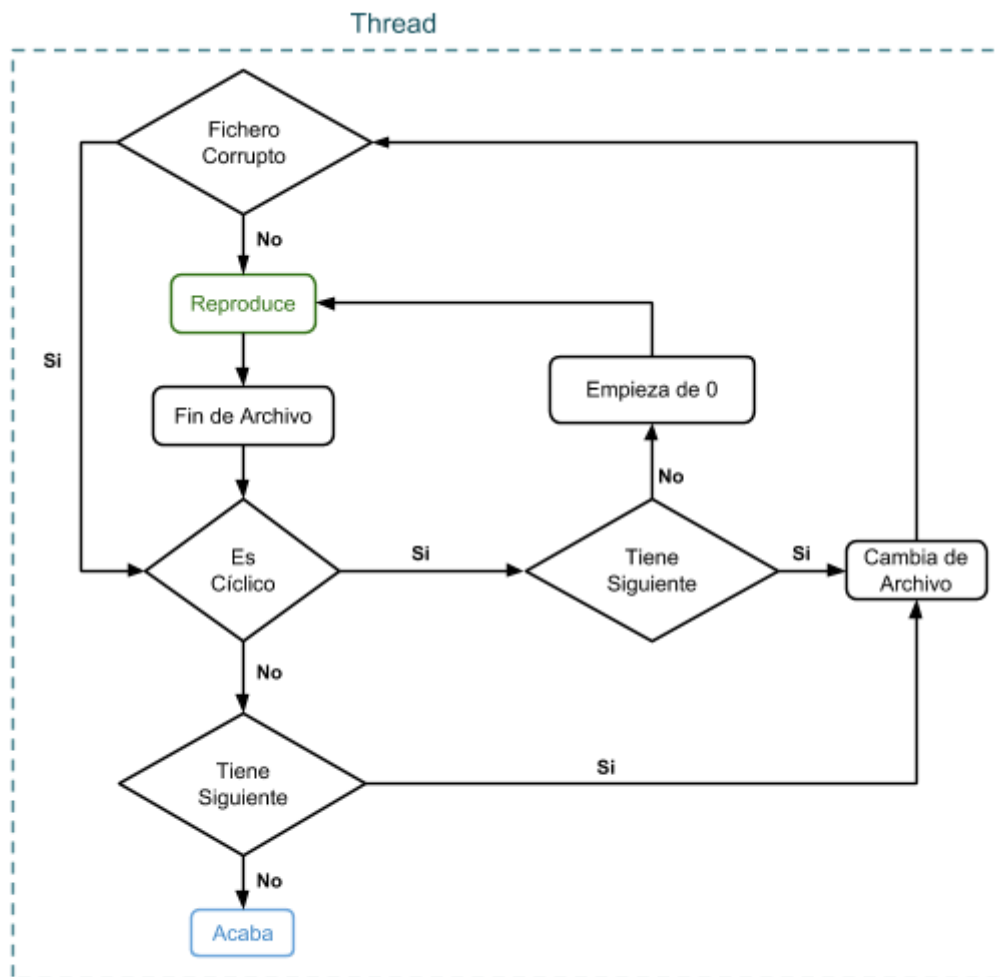 Thread
Fichero
Corrupto
No
Reproduce
Si
Empieza de 0
Fin de Archivo
No
Es
Cíclico
Si
Tiene
Siguiente
Si
Cambia de
Archivo
No
Tiene
Siguiente
Si
No
Acaba